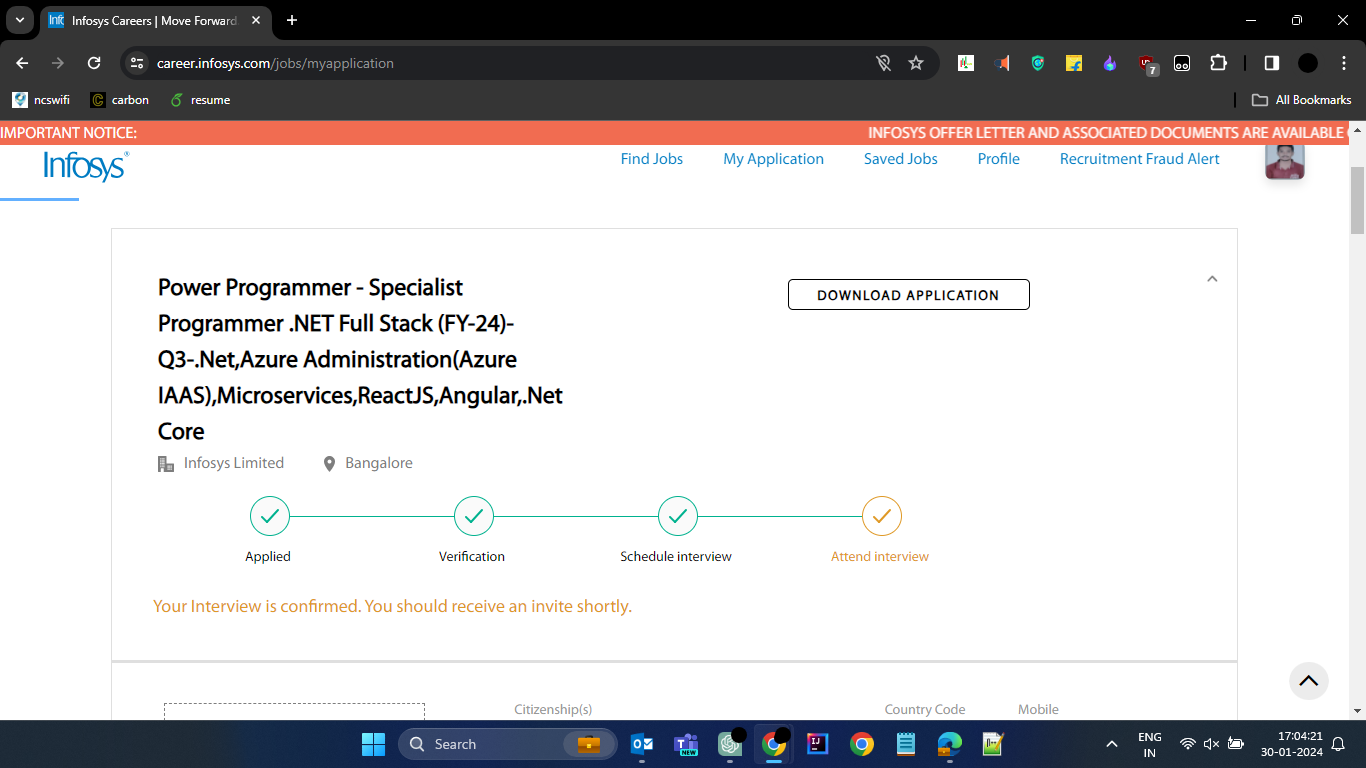 Infosys Careers | Move Forward
career.infosys.com/jobs/myapplication
7
ncswifi
carbon
resume
All Bookmarks
IMPORTANT NOTICE:
INFOSYS OFFER LETTER AND ASSOCIATED DOCUMENTS ARE AVAILABLE
Infosys®
Find Jobs
My Application
Saved Jobs
Profile
Recruitment Fraud Alert
Power Programmer - Specialist
Programmer .NET Full Stack (FY-24)-
Q3-.Net,Azure Administration(Azure
IAAS),Microservices,ReactJS,Angular,.Net
Core
DOWNLOAD APPLICATION
Infosys Limited
Bangalore
Applied
Verification
Schedule interview
Attend interview
Your Interview is confirmed. You should receive an invite shortly.
Citizenship(s)
Country Code
Mobile
Search
NEW
ENG
IN
17:04:21
30-01-2024